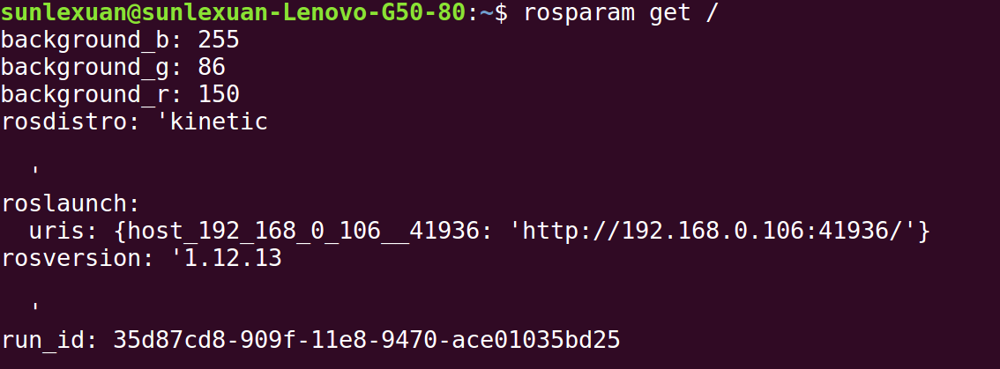 sunlexuan@sunlexuan-Lenovo-G50-80:~$ rosparam get /
background_b: 255
background_g: 86
background_r: 150
rosdistro: 'kinetic
'
roslaunch:
uris: {host_192_168_0_106__41936: 'http://192.168.0.106:41936/'}
rosversion: '1.12.13
'
run_id: 35d87cd8-909f-11e8-9470-ace01035bd25